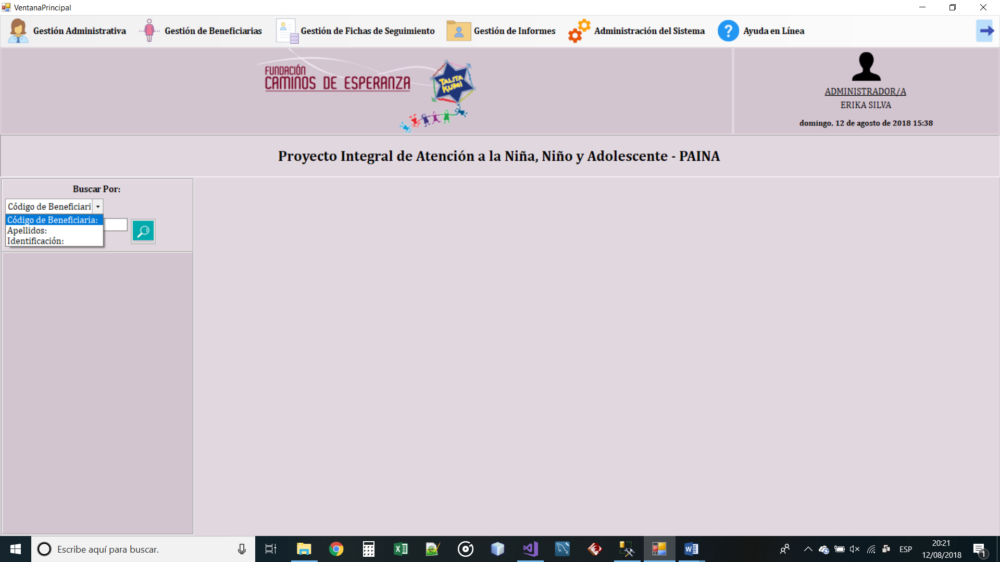 VentanaPrincipal
Gestión Administrativa
Gestión de Beneficiarias
Gestión de Fichas de Seguimiento
Gestión de Informes
Administración del Sistema
? Ayuda en Línea
FUNDACIÓN
CAMINOS DE ESPERANZA
TALITA
KUMI
ADMINISTRADOR/A
ERIKA SILVA
domingo, 12 de agosto de 2018 15:38
Proyecto Integral de Atención a la Niña, Niño y Adolescente - PAINA
Buscar Por:
Código de Beneficiari
Código de Beneficiaria:
Apellidos:
Identificación:
Escribe aquí para buscar.
ESP
20:21
12/08/2018
1